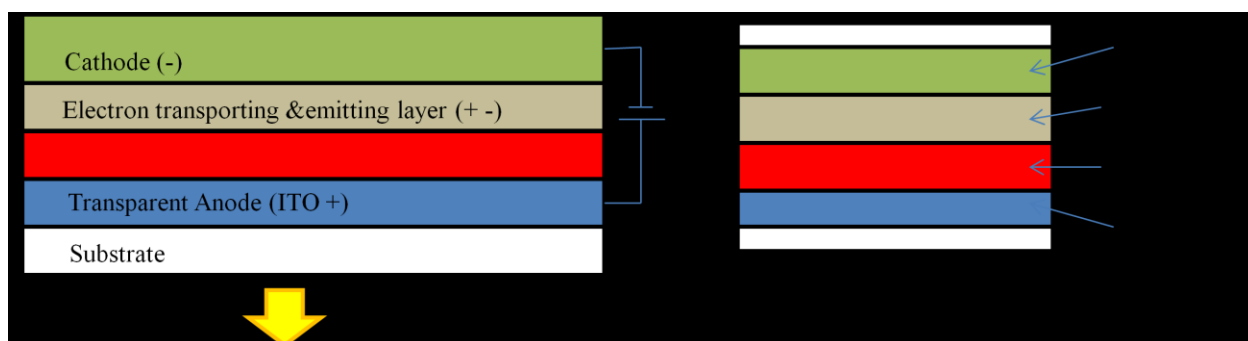 Cathode (-)
Electron transporting &emitting layer (+ -)
Transparent Anode (ITO +)
Substrate